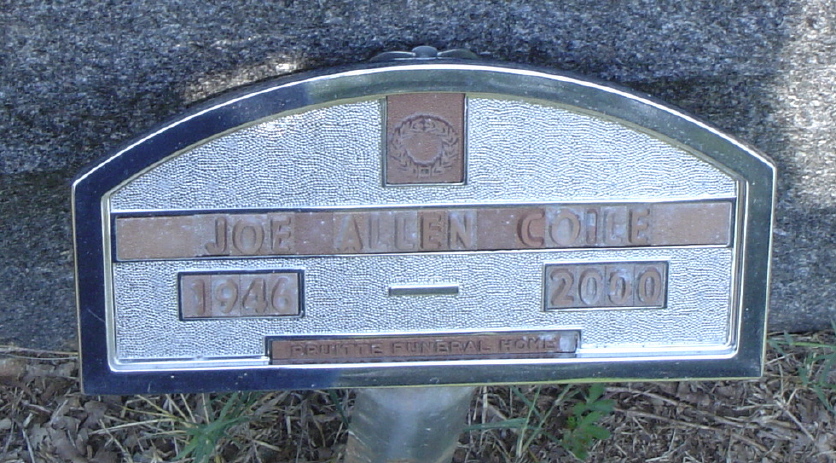 JOE ALLEN COILE
1946 — 2000
FUNERAL HOME